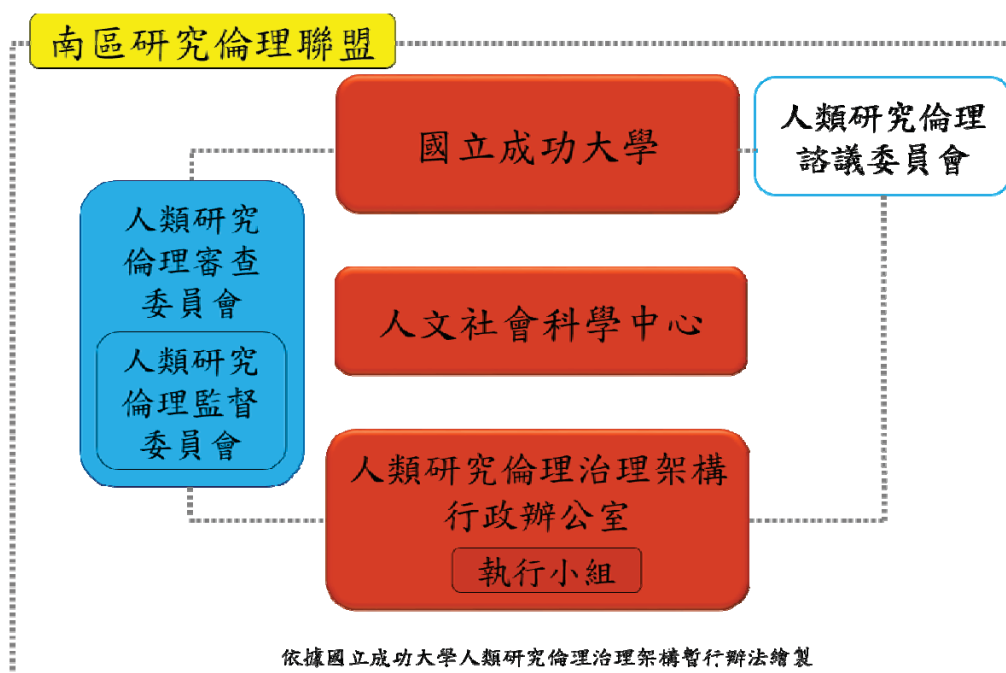 南區研究倫理聯盟
國立成功大學
人類研究倫理
諮議委員會
人類研究
倫理審查
委員會
人類研究
倫理監督
委員會
人文社會科學中心
人類研究倫理治理架構
行政辦公室
執行小組
依據國立成功大學人類研究倫理治理架構暫行辦法繪製